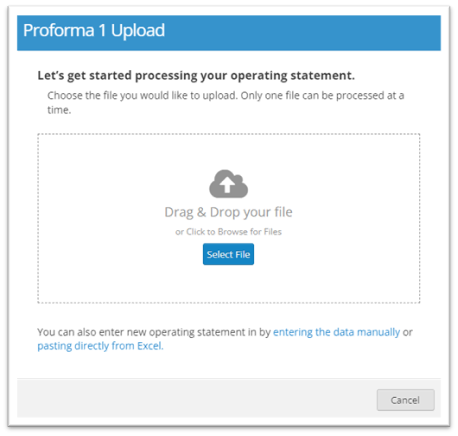 Proforma 1 Upload
Let's get started processing your operating statement.
Choose the file you would like to upload. Only one file can be processed at a
time.
Drag & Drop your file
or Click to Browse for Files
Select File
You can also enter new operating statement in by entering the data manually or
pasting directly from Excel.
Cancel